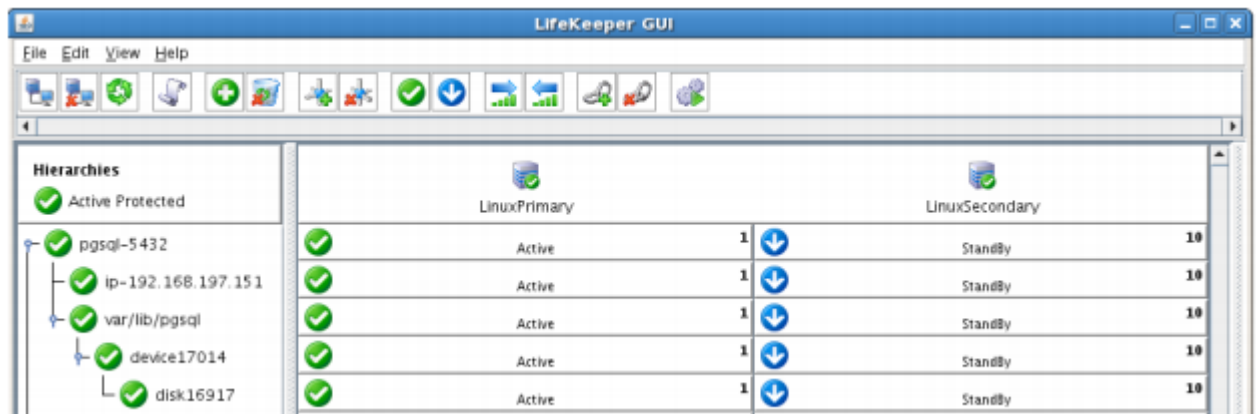 LifeKeeper GUI
File Edit View Help
Hierarchies
Active Protected
LinuxPrimary LinuxSecondary
pgsql-5432 Active 1 StandBy 10
ip-192.168.197.151 Active 1 StandBy 10
var/lib/pgsql Active 1 StandBy 10
device17014 Active 1 StandBy 10
disk16917 Active 1 StandBy 10